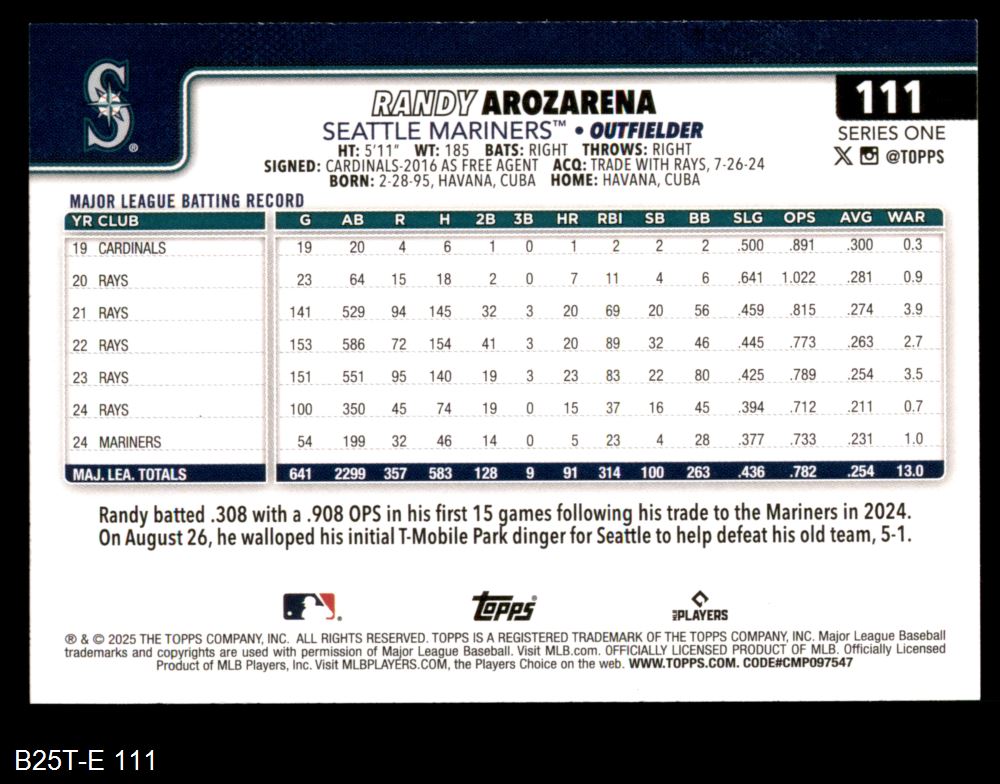 S
®
RANDY AROZARENA
111
SEATTLE MARINERS™ • OUTFIELDER
SERIES ONE
HT: 5'11" WT: 185 BATS: RIGHT THROWS: RIGHT
X @TOPPS
SIGNED: CARDINALS-2016 AS FREE AGENT ACQ: TRADE WITH RAYS, 7-26-24
BORN: 2-28-95, HAVANA, CUBA HOME: HAVANA, CUBA
MAJOR LEAGUE BATTING RECORD
YR CLUB G AB R H 2B 3B HR RBI SB BB SLG OPS AVG WAR
19 CARDINALS 19 20 4 6 1 0 1 2 2 2 .500 .891 .300 0.3
20 RAYS 23 64 15 18 2 0 7 11 4 6 .641 1.022 .281 0.9
21 RAYS 141 529 94 145 32 3 20 69 20 56 .459 .815 .274 3.9
22 RAYS 153 586 72 154 41 3 20 89 32 46 .445 .773 .263 2.7
23 RAYS 151 551 95 140 19 3 23 83 22 80 .425 .789 .254 3.5
24 RAYS 100 350 45 74 19 0 15 37 16 45 .394 .712 .211 0.7
24 MARINERS 54 199 32 46 14 0 5 23 4 28 .377 .733 .231 1.0
MAJ. LEA. TOTALS 641 2299 357 583 128 9 91 314 100 263 .436 .782 .254 13.0
Randy batted .308 with a .908 OPS in his first 15 games following his trade to the Mariners in 2024.
On August 26, he walloped his initial T-Mobile Park dinger for Seattle to help defeat his old team, 5-1.
Topps®
MLB PLAYERS
® & © 2025 THE TOPPS COMPANY, INC. ALL RIGHTS RESERVED. TOPPS IS A REGISTERED TRADEMARK OF THE TOPPS COMPANY, INC. Major League Baseball
trademarks and copyrights are used with permission of Major League Baseball. Visit MLB.com. OFFICIALLY LICENSED PRODUCT OF MLB. Officially Licensed
Product of MLB Players, Inc. Visit MLBPLAYERS.COM, the Players Choice on the web. WWW.TOPPS.COM. CODE#CMP097547
B25T-E 111